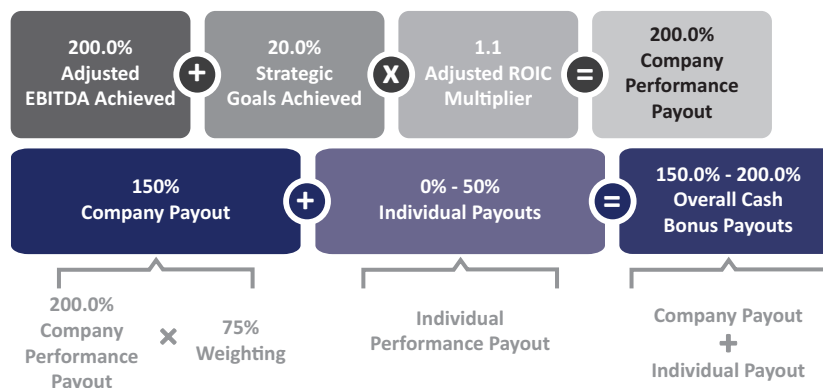 200.0%
Adjusted
EBITDA Achieved
+
20.0%
Strategic
Goals Achieved
x
1.1
Adjusted ROIC
Multiplier
=
200.0%
Company
Performance
Payout
150%
Company Payout
+
0% - 50%
Individual Payouts
=
150.0% - 200.0%
Overall Cash
Bonus Payouts
200.0%
Company
Performance
Payout
×
75%
Weighting
Individual
Performance Payout
Company Payout
+
Individual Payout